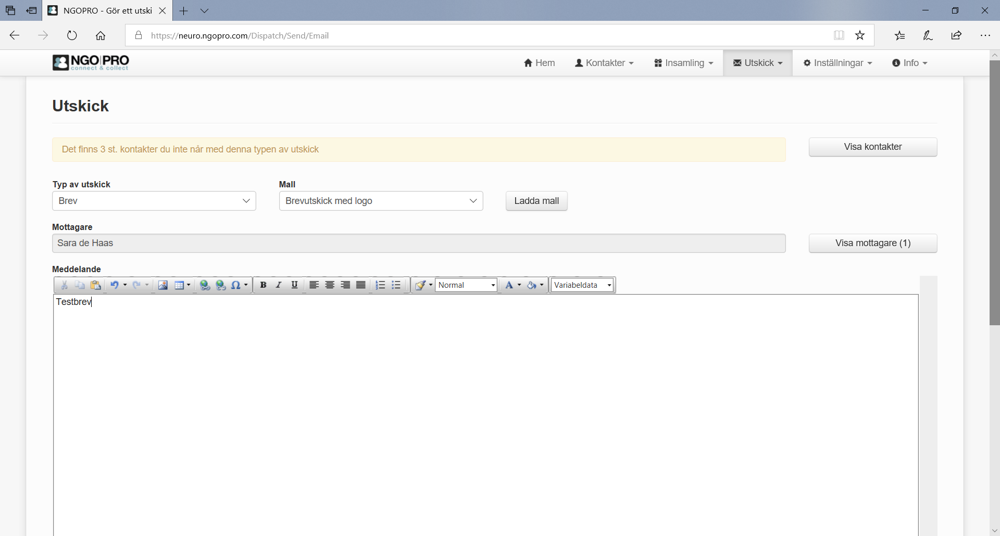 NGOPRO - Gör ett utski
https://neuro.ngopro.com/Dispatch/Send/Email
NGO|PRO
connect & collect
Hem
Kontakter
Insamling
Utskick
Inställningar
Info
Utskick
Det finns 3 st. kontakter du inte når med denna typen av utskick
Visa kontakter
Typ av utskick
Mall
Brev
Brevutskick med logo
Ladda mall
Mottagare
Sara de Haas
Visa mottagare (1)
Meddelande
Ω B I U Normal A Variabeldata
Testbrev